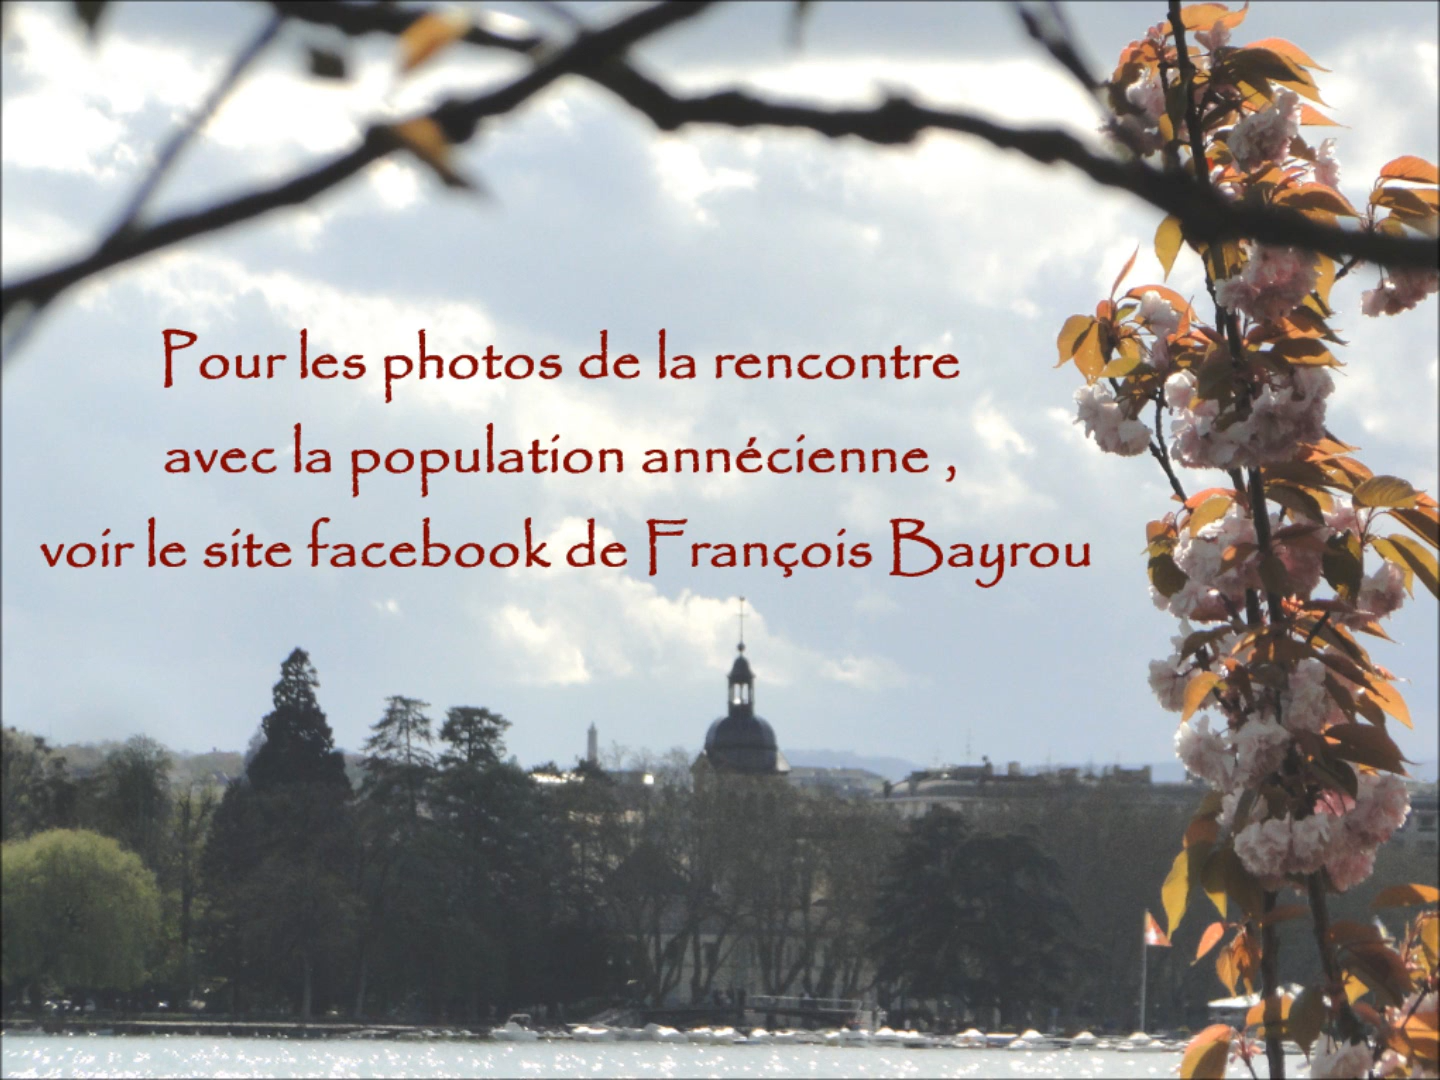 Pour les photos de la rencontre
avec la population annécienne ,
voir le site facebook de François Bayrou